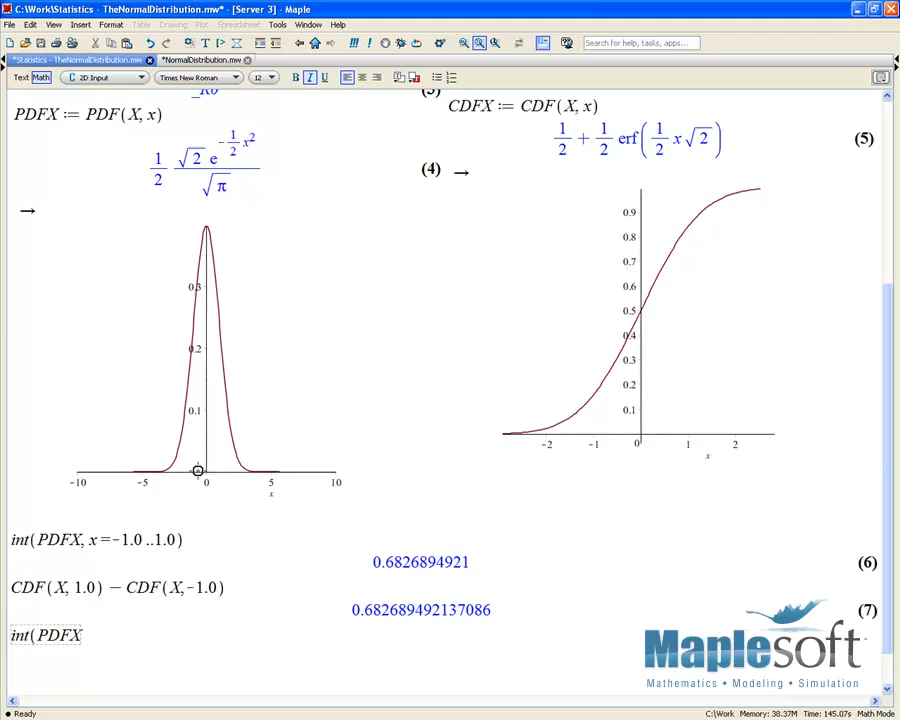 C:\Work\Statistics - TheNormalDistribution.mw* - [Server 3] - Maple
File Edit View Insert Format Table Drawing Plot Spreadsheet Tools Window Help
Search for help, tasks, apps...
*Statistics - TheNormalDistribution.mw *NormalDistribution.mw
Text Math C 2D Input Times New Roman 12 B I U
_R0 (3)
PDFX := PDF(X, x)
1/2 √2 e^(-1/2 x^2) / √π (4)
→
0.3
0.2
0.1
-10 -5 0 5 10
x
CDFX := CDF(X, x)
1/2 + 1/2 erf(1/2 x √2) (5)
→
0.9
0.8
0.7
0.6
0.5
0.4
0.3
0.2
0.1
-2 -1 0 1 2
x
int(PDFX, x = -1.0 ..1.0)
0.6826894921 (6)
CDF(X, 1.0) − CDF(X, -1.0)
0.682689492137086 (7)
int(PDFX
Maplesoft
Mathematics • Modeling • Simulation
Ready C:\Work Memory: 38.37M Time: 145.07s Math Mode